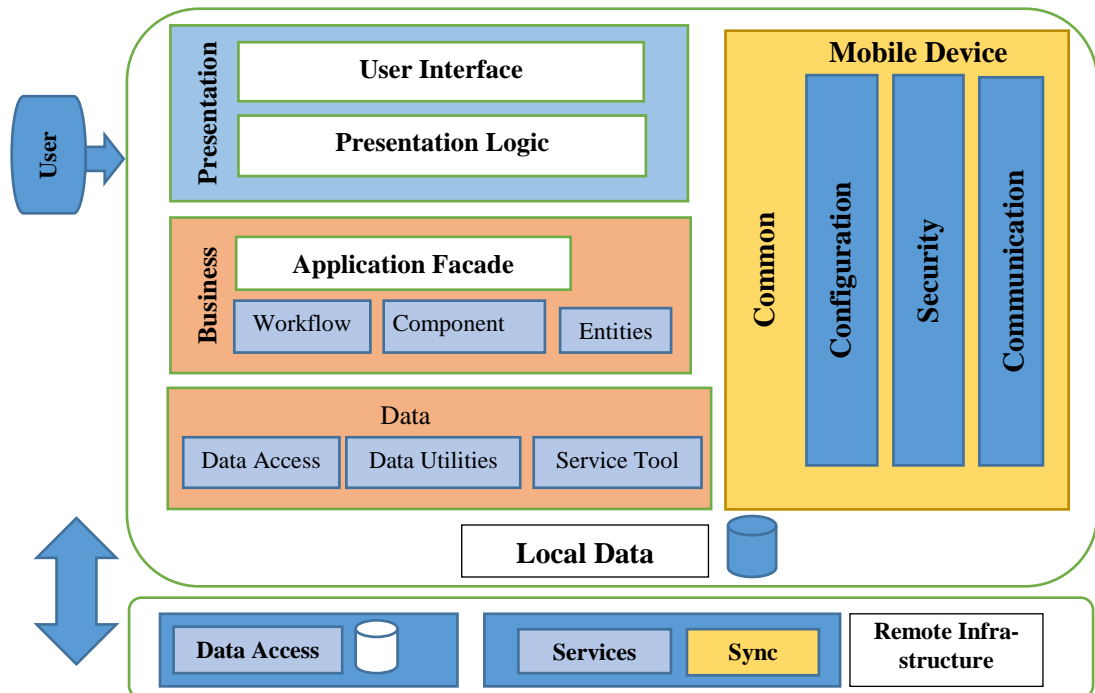 User
Presentation
User Interface
Presentation Logic
Business
Application Facade
Workflow
Component
Entities
Data
Data Access
Data Utilities
Service Tool
Mobile Device
Common
Configuration
Security
Communication
Local Data
Data Access
Services
Sync
Remote Infra-
structure